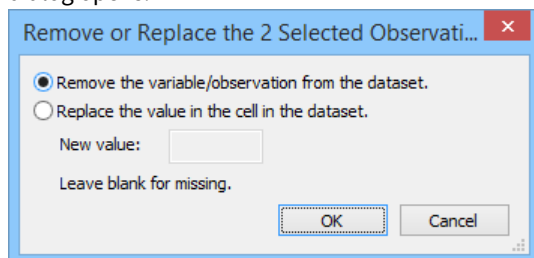 Remove or Replace the 2 Selected Observati...
Remove the variable/observation from the dataset.
Replace the value in the cell in the dataset.
New value:
Leave blank for missing.
OK Cancel